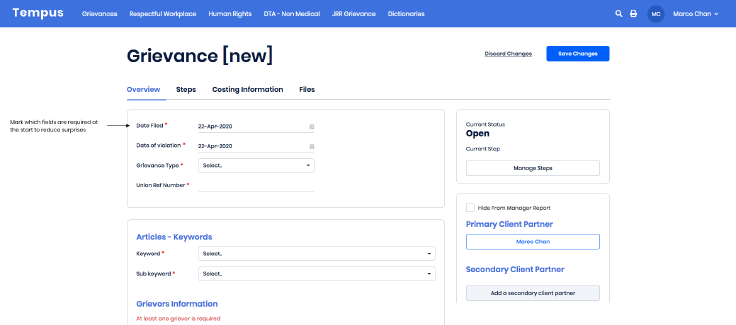 Tempus
Grievances Respectful Workplace Human Rights DTA - Non Medical JRR Grievance Dictionaries MC Marco Chan
Grievance [new]
Discard Changes Save Changes
Overview Steps Costing Information Files
Mark which fields are required at
the start to reduce surprises
Date Filed * 22-Apr-2020
Date of violation * 22-Apr-2020
Grievance Type * Select..
Union Ref Number *
Current Status
Open
Current Step
Manage Steps
Articles - Keywords
Keyword * Select..
Sub keyword * Select..
Grievors Information
At least one griever is required
Hide From Manager Report
Primary Client Partner
Marco Chan
Secondary Client Partner
Add a secondary client partner